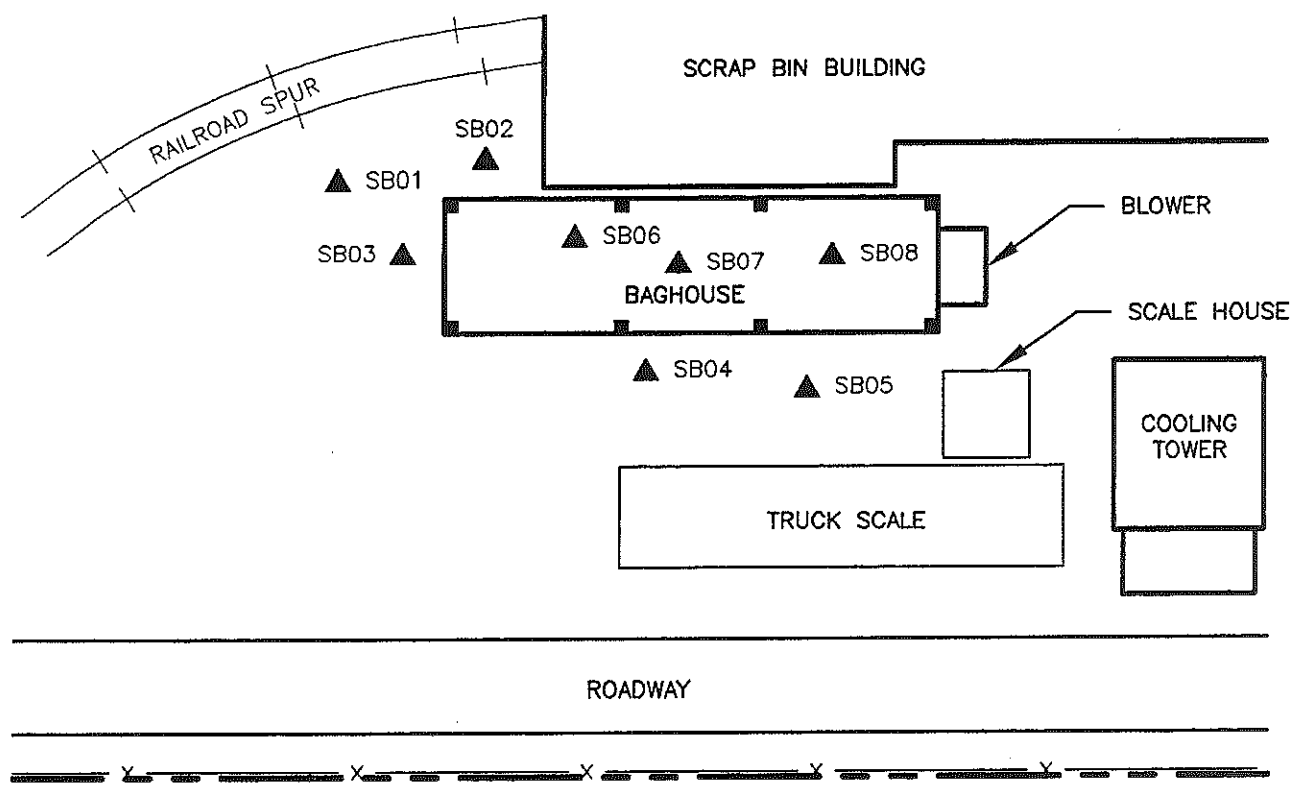 SCRAP BIN BUILDING
RAILROAD SPUR
SB02
SB01
BLOWER
SB03
SB06
SB07
SB08
BAGHOUSE
SCALE HOUSE
SB04
SB05
COOLING
TOWER
TRUCK SCALE
ROADWAY
X X X X X